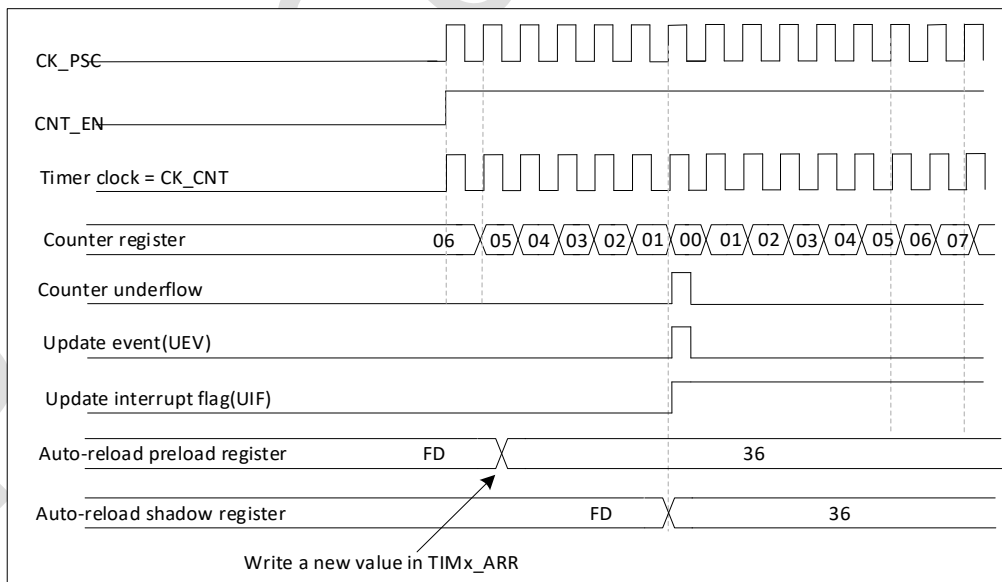 CK_PSC
CNT_EN
Timer clock = CK_CNT
Counter register 06 05 04 03 02 01 00 01 02 03 04 05 06 07
Counter underflow
Update event(UEV)
Update interrupt flag(UIF)
Auto-reload preload register FD 36
Auto-reload shadow register FD 36
Write a new value in TIMx_ARR